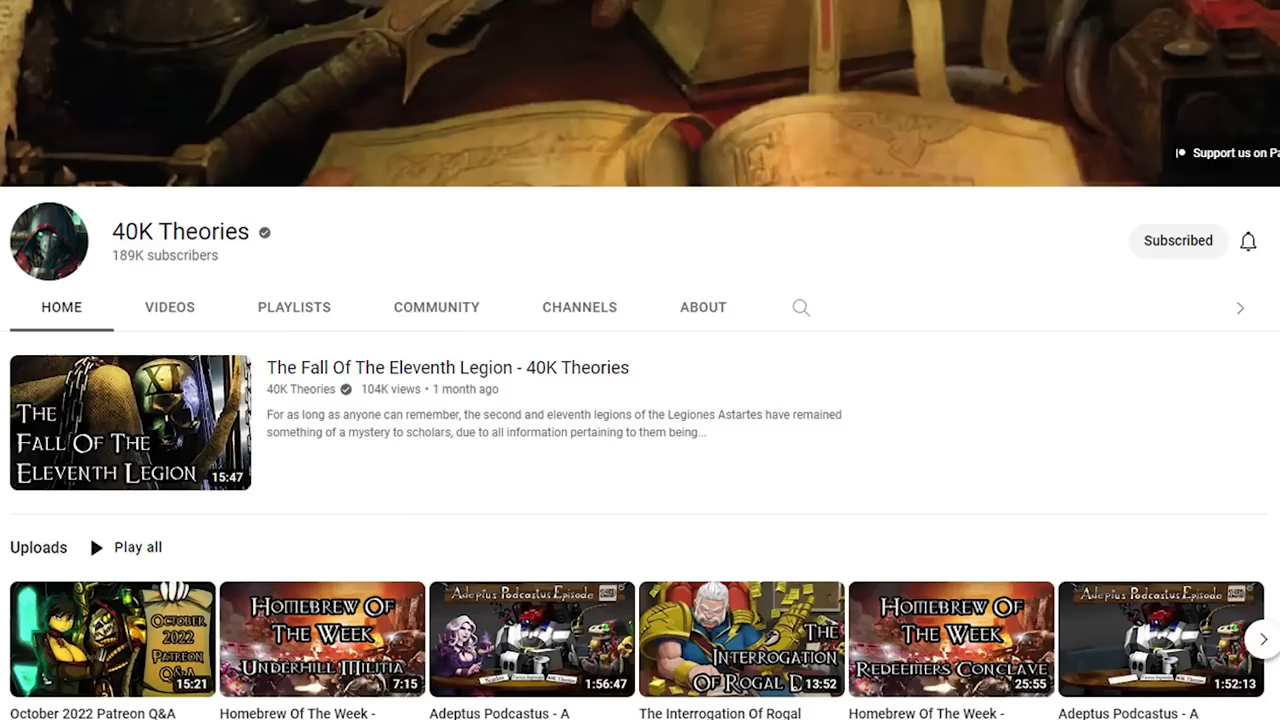 Support us on Pa
40K Theories
189K subscribers
Subscribed
HOME
VIDEOS
PLAYLISTS
COMMUNITY
CHANNELS
ABOUT
THE
FALL OF THE
ELEVENTH LEGION
XI
15:47
The Fall Of The Eleventh Legion - 40K Theories
40K Theories
104K views • 1 month ago
For as long as anyone can remember, the second and eleventh legions of the Legiones Astartes have remained
something of a mystery to scholars, due to all information pertaining to them being...
Uploads
Play all
OCTOBER
2022
PATREON
Q&A
15:21
HOMEBREW OF
THE WEEK
UNDERHILL MILITIA
7:15
Adeptus Podcastus Episode
1:56:47
THE
INTERROGATION
OF ROGAL D
13:52
HOMEBREW OF
THE WEEK
REDEEMERS CONCLAVE
25:55
Adeptus Podcastus Episode
1:52:13
October 2022 Patreon Q&A
Homebrew Of The Week -
Adeptus Podcastus - A
The Interrogation Of Rogal
Homebrew Of The Week -
Adeptus Podcastus - A